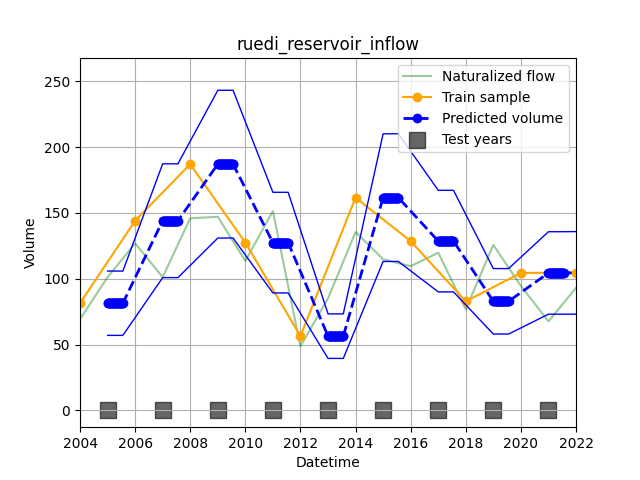 ruedi_reservoir_inflow
Naturalized flow
Train sample
Predicted volume
Test years
Volume
250
200
150
100
50
0
2004 2006 2008 2010 2012 2014 2016 2018 2020 2022
Datetime